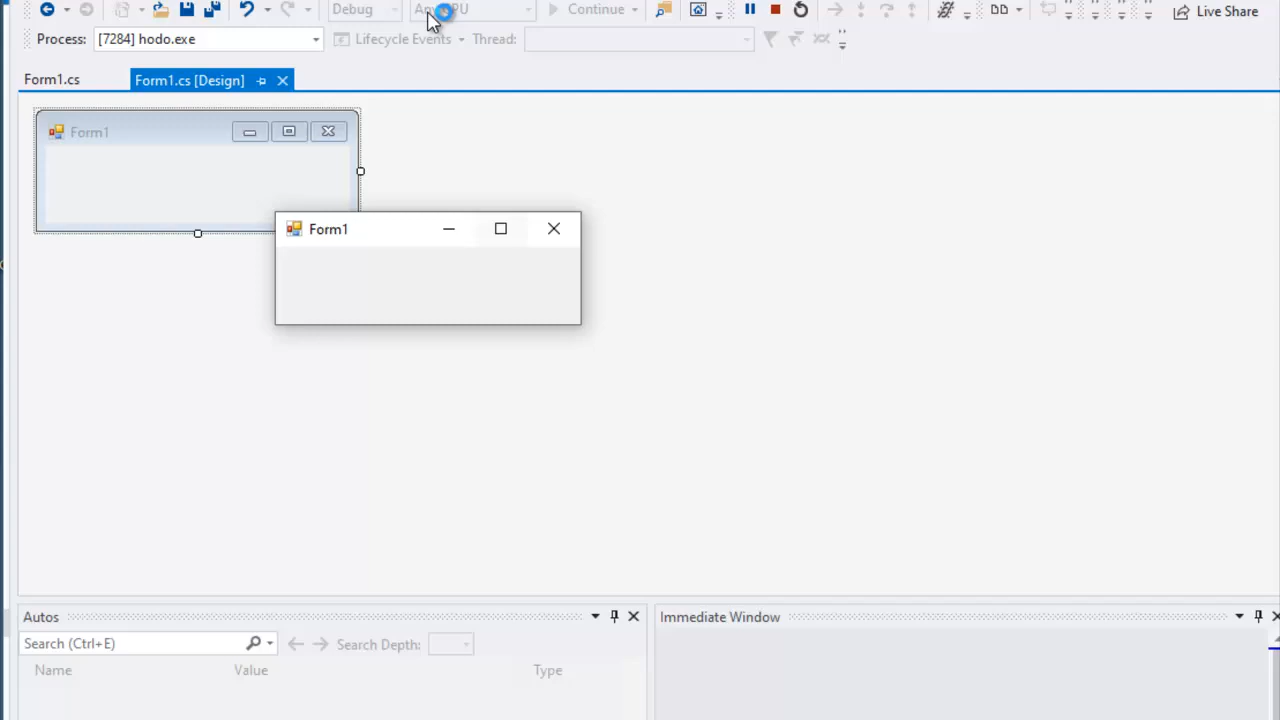 Debug Continue Live Share
Process: [7284] hodo.exe Lifecycle Events Thread:
Form1.cs Form1.cs [Design]
Form1
Form1
Autos Immediate Window
Search (Ctrl+E) Search Depth:
Name Value Type